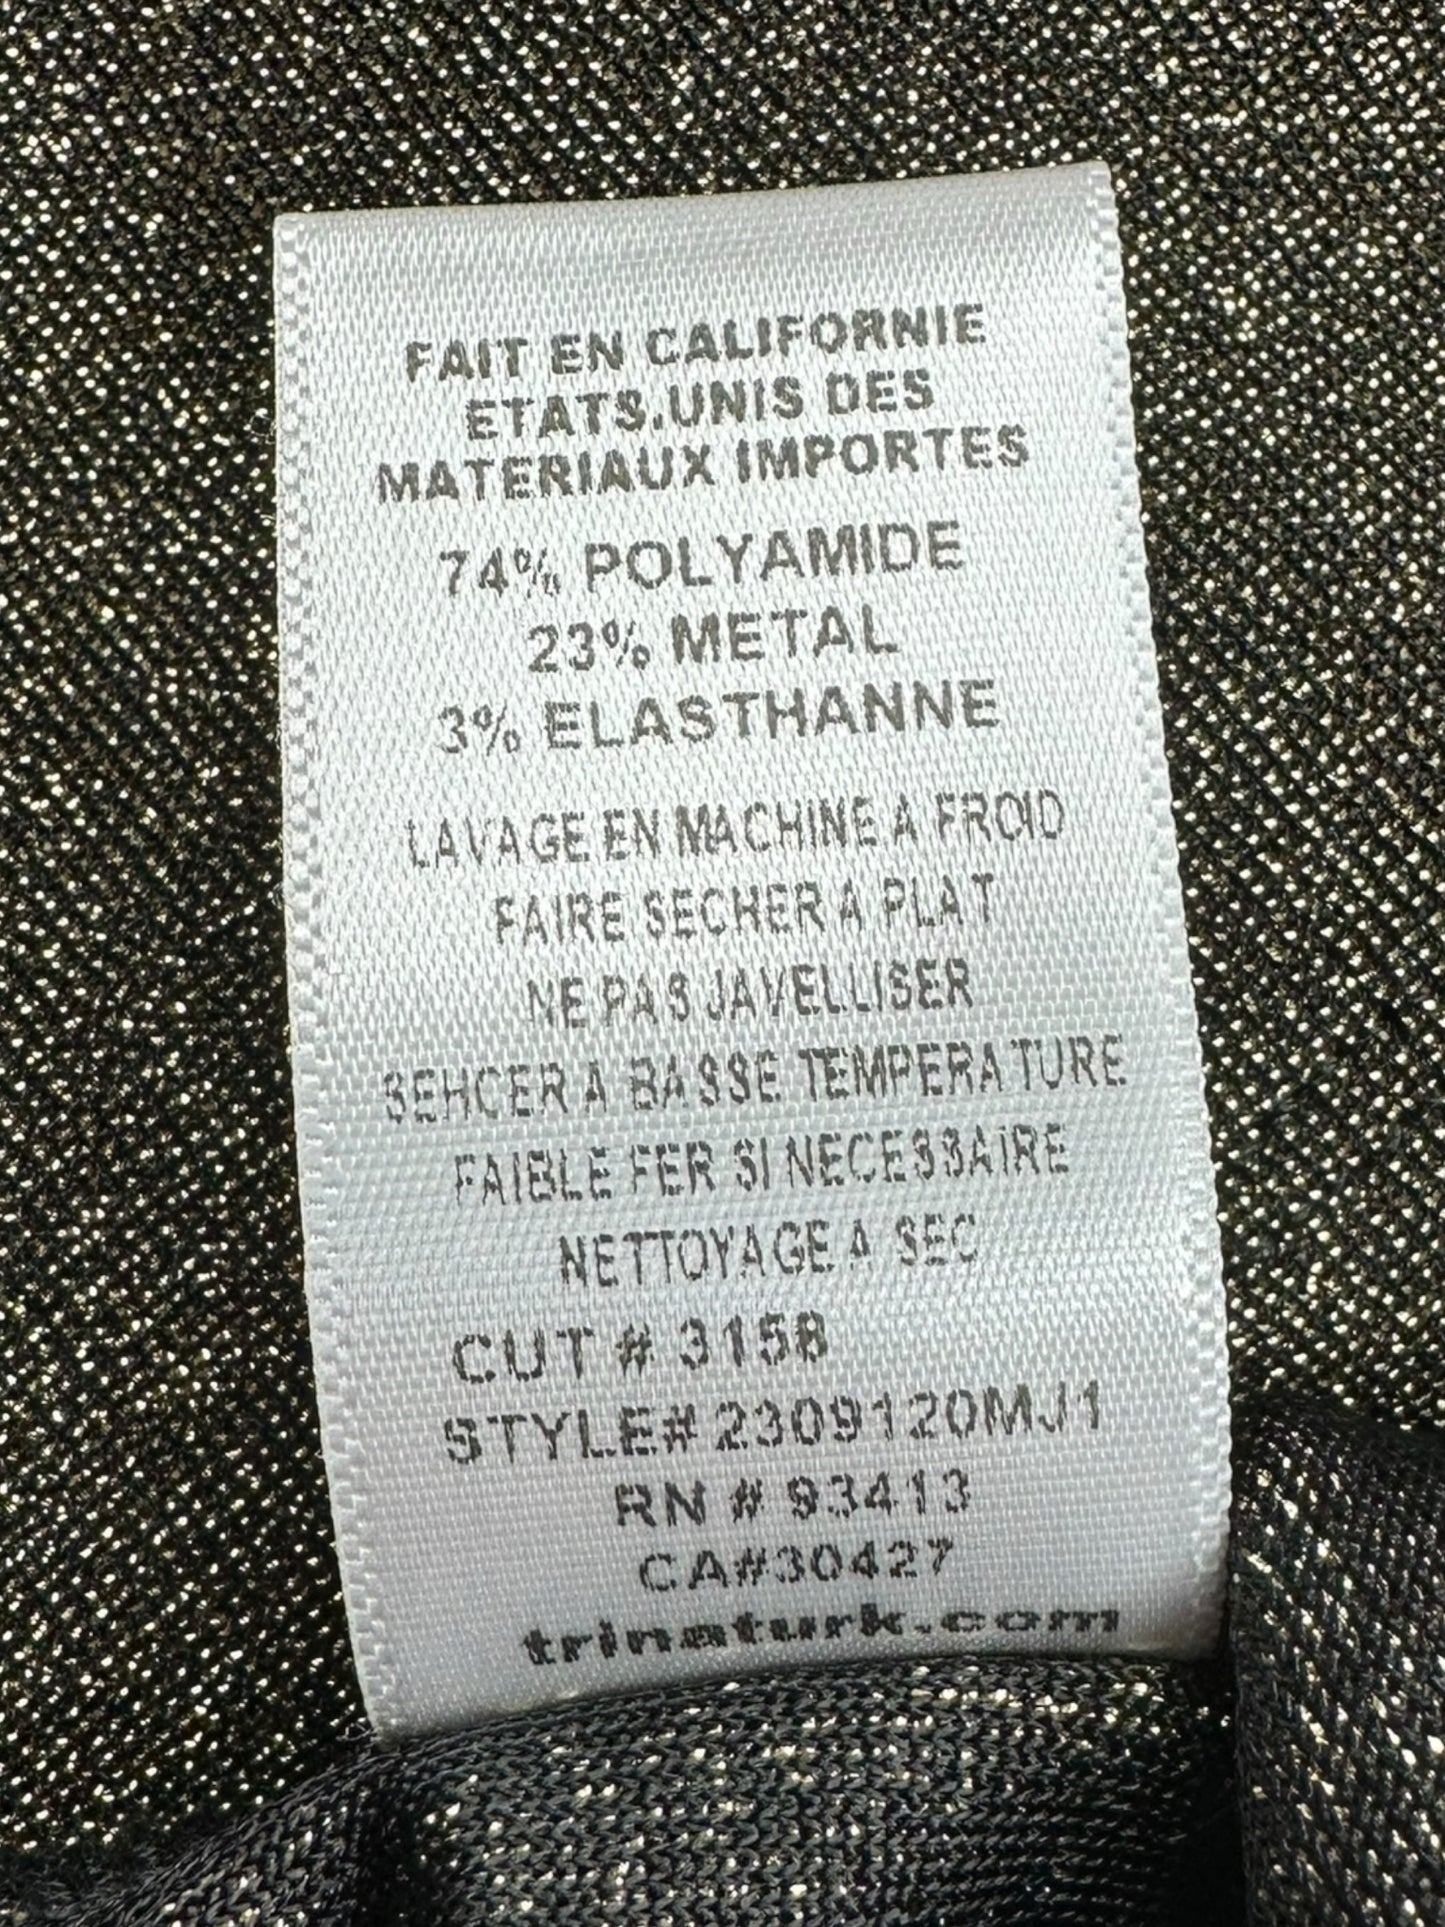 FAIT EN CALIFORNIE
ETATS.UNIS DES
MATERIAUX IMPORTES
74% POLYAMIDE
23% METAL
3% ELASTHANNE
LAVAGE EN MACHINE A FROID
FAIRE SECHER A PLAT
NE PAS JAVELLISER
SEHCER A BASSE TEMPERATURE
FAIBLE FER SI NECESSAIRE
NETTOYAGE A SEC
CUT # 3158
STYLE# 2309120MJ1
RN # 93413
CA#30427
trinaturk.com